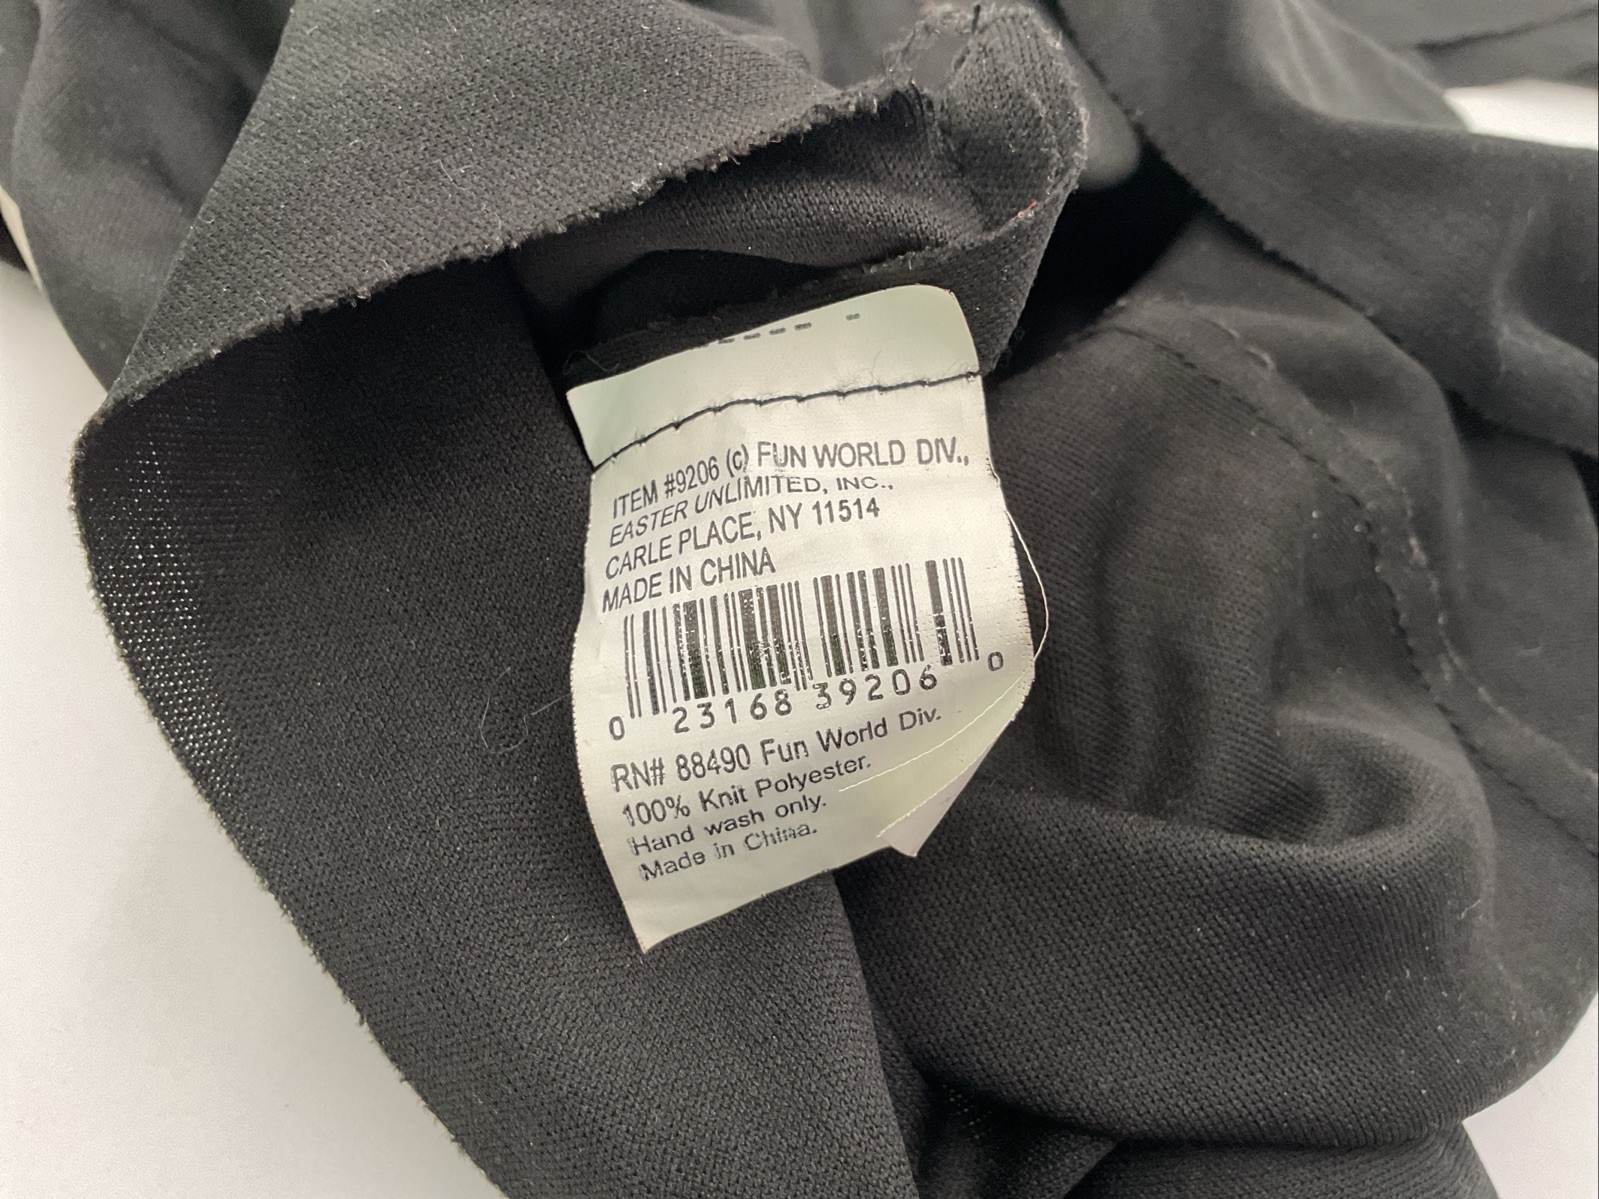 ITEM #9206 (c) FUN WORLD DIV.,
EASTER UNLIMITED, INC.,
CARLE PLACE, NY 11514
MADE IN CHINA
0 23168 39206 0
RN# 88490 Fun World Div.
100% Knit Polyester.
Hand wash only.
Made in China.